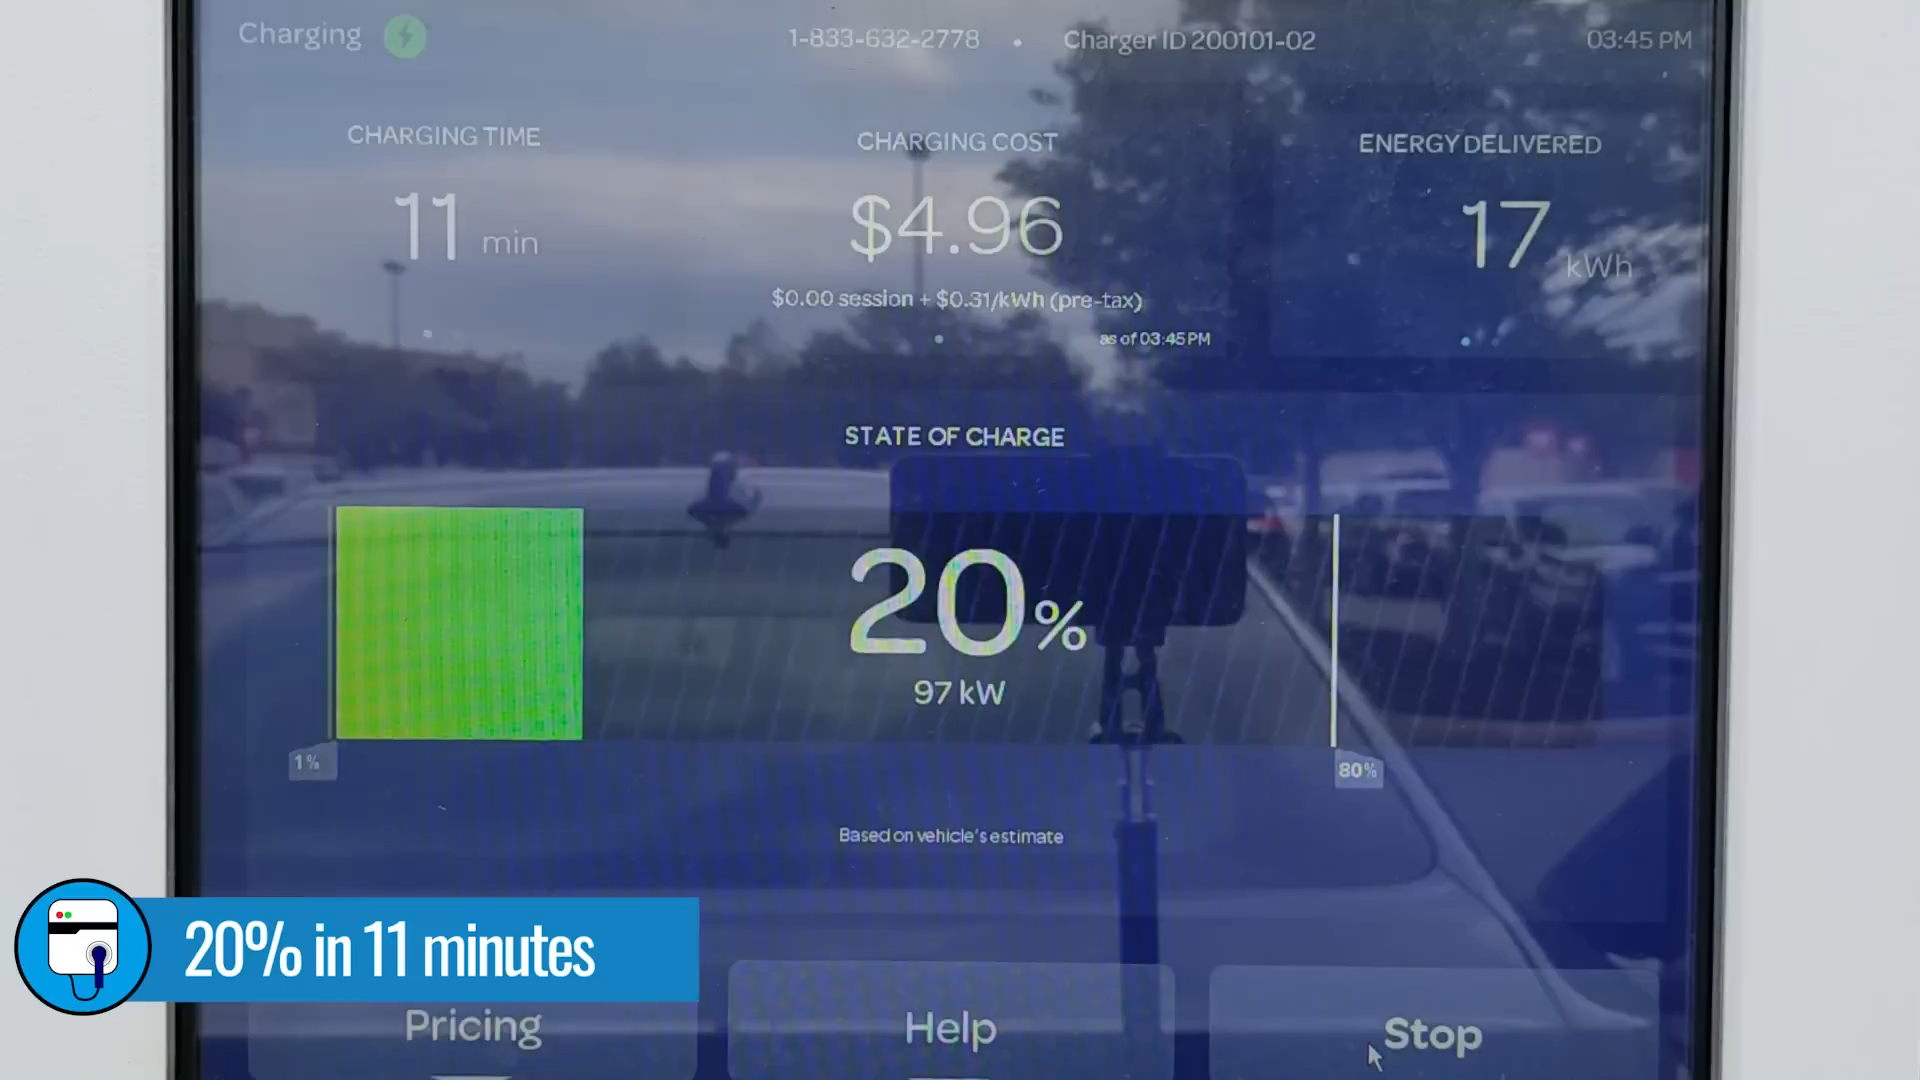 Charging
1-833-632-2778 • Charger ID 200101-02
03:45 PM
CHARGING TIME
11 min
CHARGING COST
$4.96
$0.00 session + $0.31/kWh (pre-tax)
as of 03:45 PM
ENERGY DELIVERED
17 kWh
STATE OF CHARGE
20%
97 kW
1%
80%
Based on vehicle's estimate
20% in 11 minutes
Pricing
Help
Stop